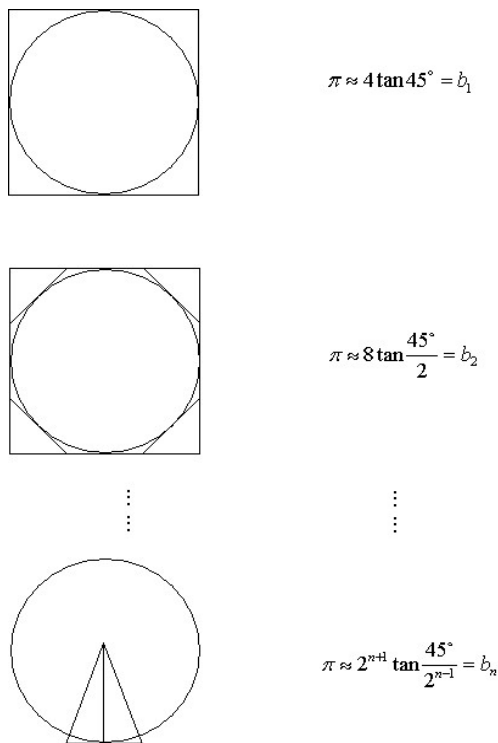 π ≈ 4 tan 45° = b₁
π ≈ 8 tan 45°/2 = b₂
⋮ ⋮
⋮ ⋮
π ≈ 2ⁿ⁺¹ tan 45°/2ⁿ⁻¹ = bₙ